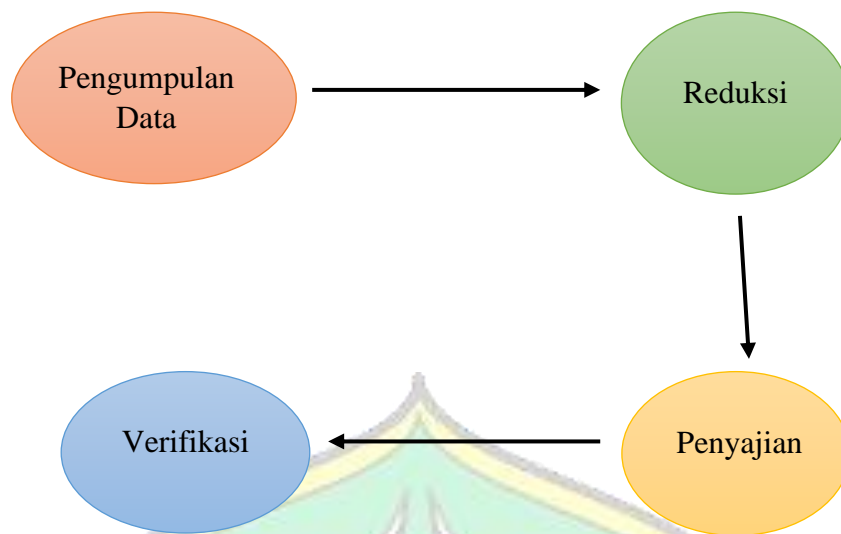 Pengumpulan
Data
Reduksi
Penyajian
Verifikasi